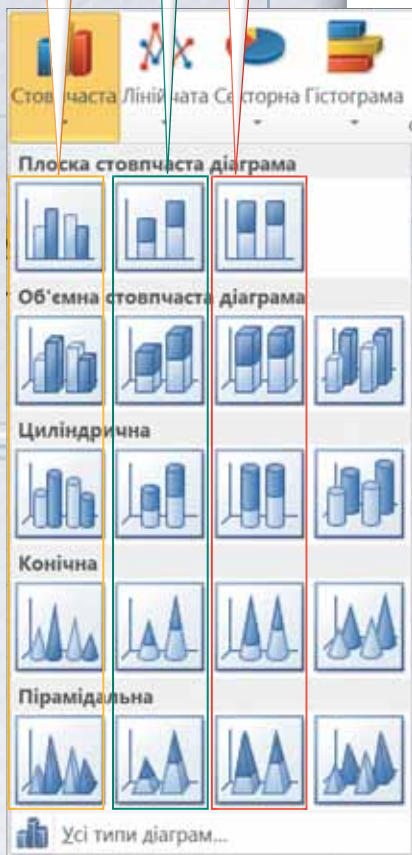 Стовпчаста Лінійчата Секторна Гістограма
Плоска стовпчаста діаграма
Об'ємна стовпчаста діаграма
Циліндрична
Конічна
Пірамідальна
Усі типи діаграм...